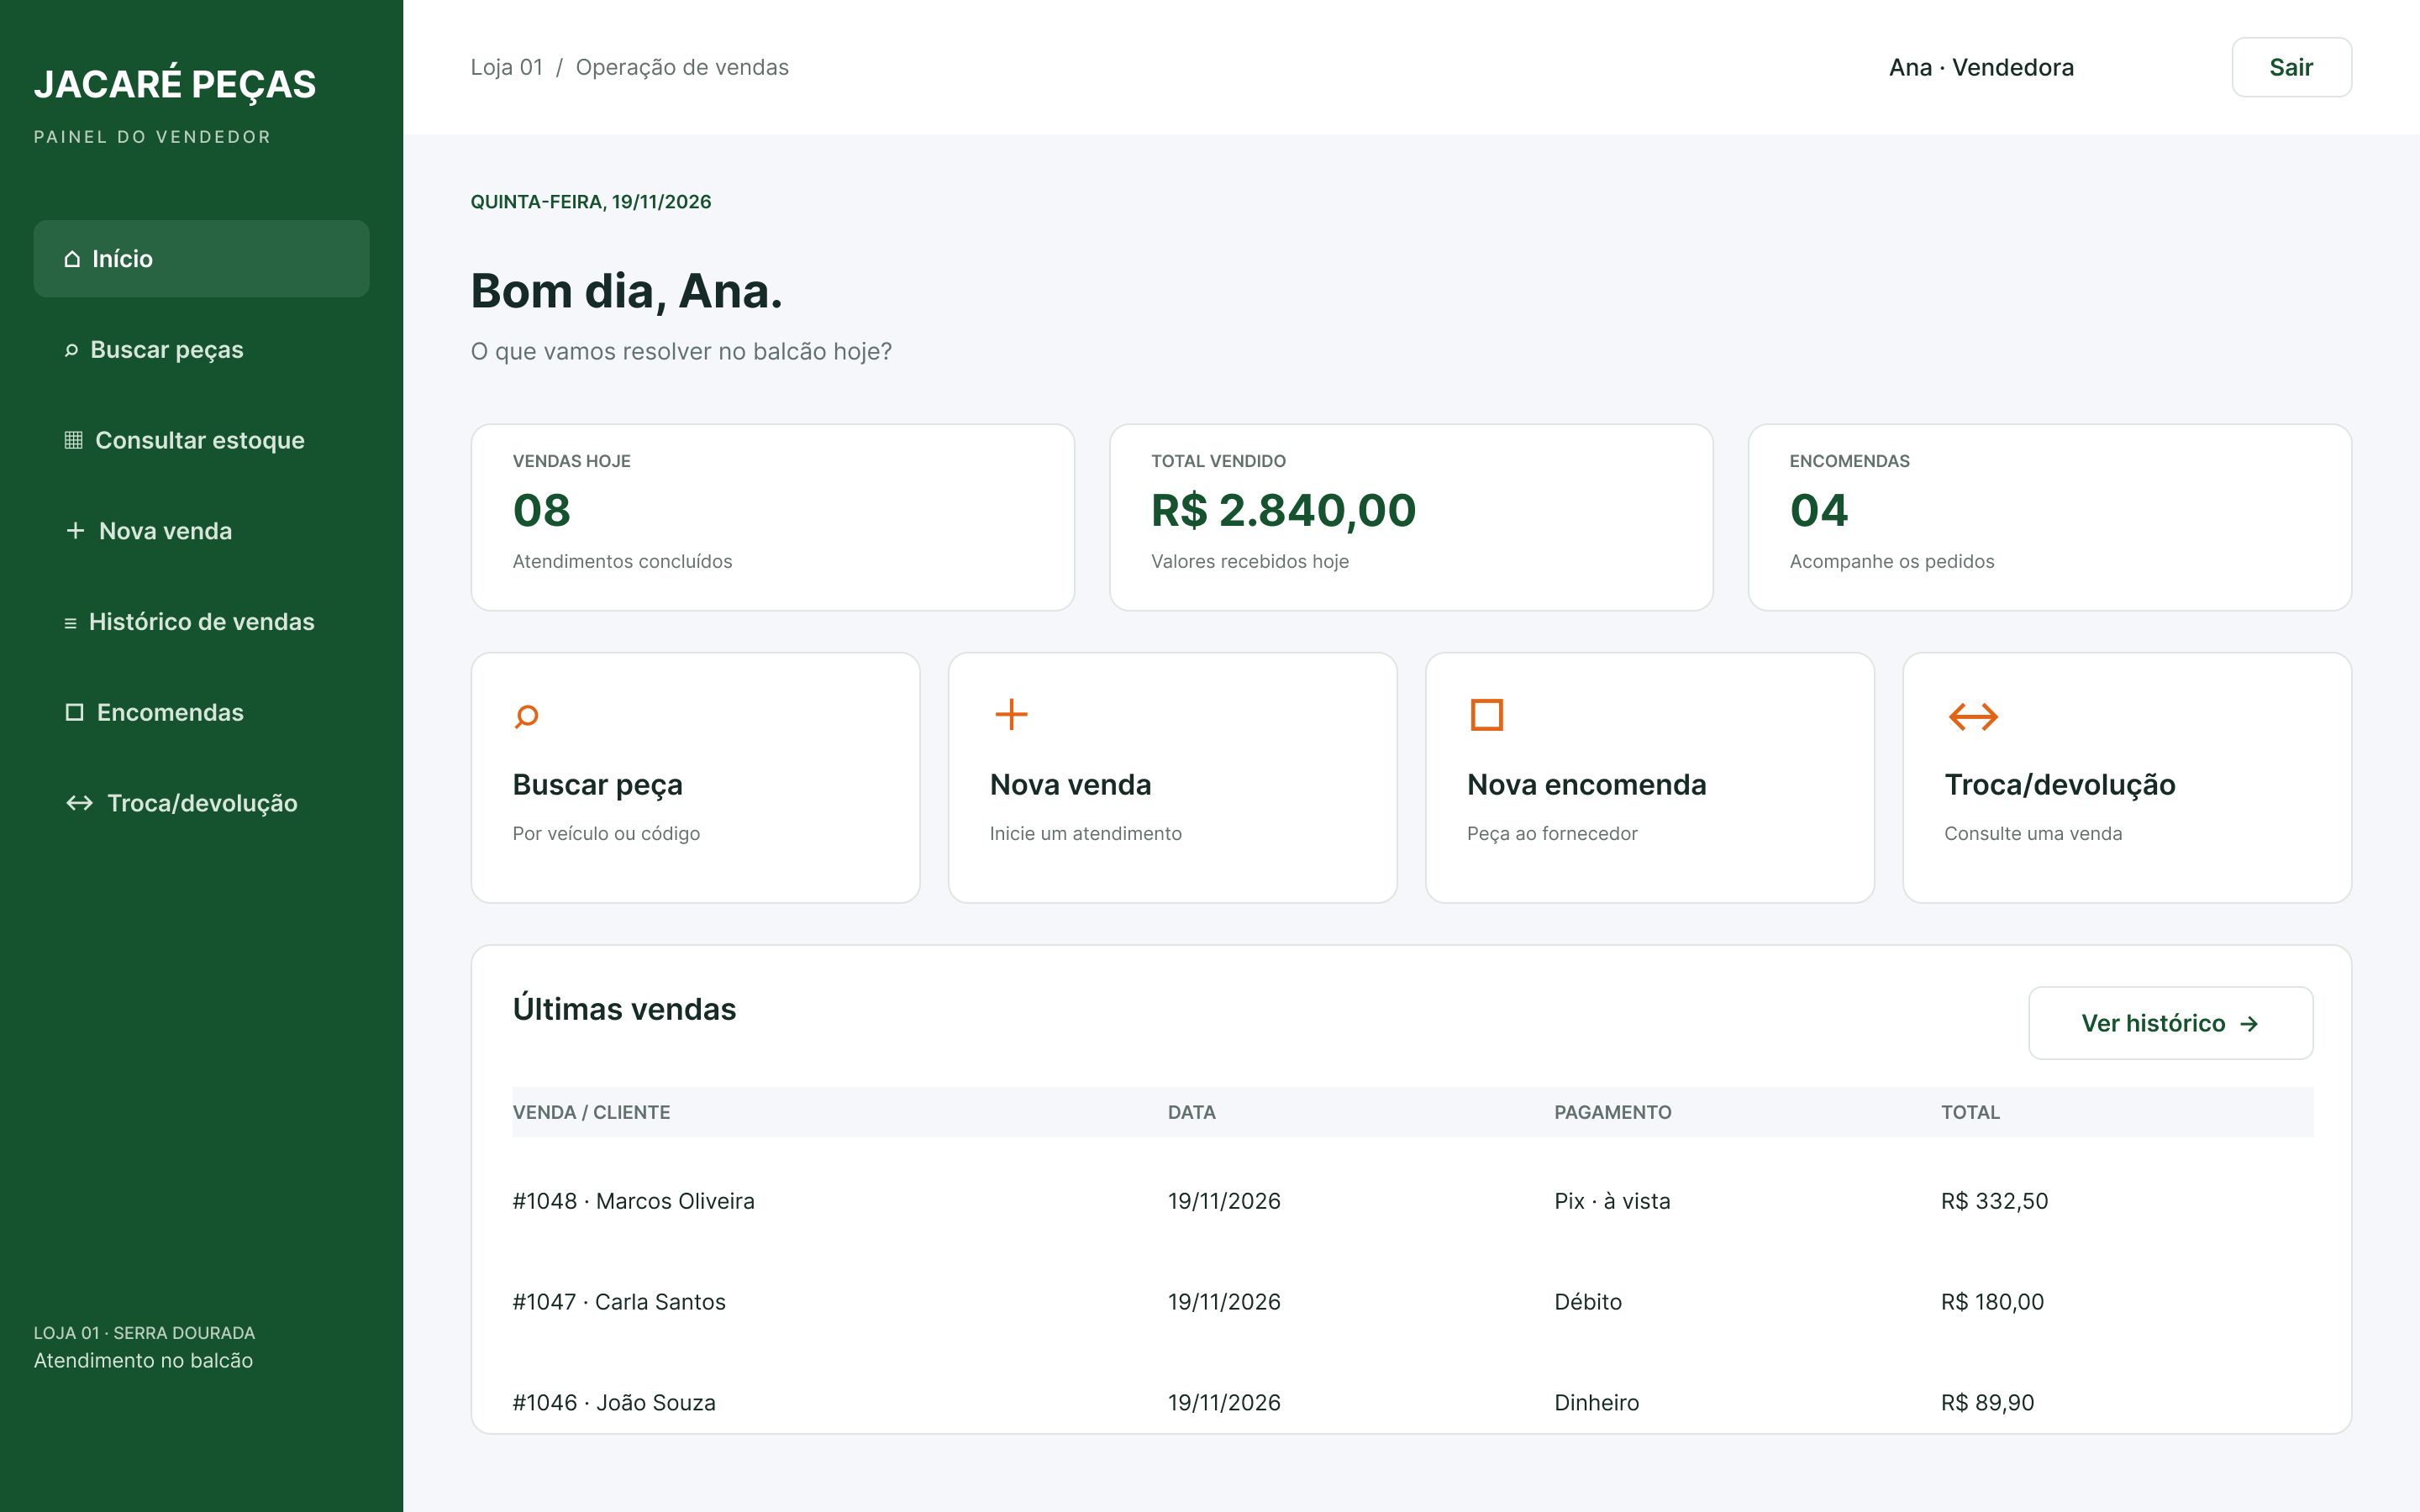 JACARÉ PEÇAS
PAINEL DO VENDEDOR
Início
Buscar peças
Consultar estoque
Nova venda
Histórico de vendas
Encomendas
Troca/devolução
LOJA 01 · SERRA DOURADA
Atendimento no balcão
Loja 01 / Operação de vendas
Ana · Vendedora
Sair
QUINTA-FEIRA, 19/11/2026
Bom dia, Ana.
O que vamos resolver no balcão hoje?
VENDAS HOJE
08
Atendimentos concluídos
TOTAL VENDIDO
R$ 2.840,00
Valores recebidos hoje
ENCOMENDAS
04
Acompanhe os pedidos
Buscar peça
Por veículo ou código
Nova venda
Inicie um atendimento
Nova encomenda
Peça ao fornecedor
Troca/devolução
Consulte uma venda
Últimas vendas
Ver histórico →
VENDA / CLIENTE DATA PAGAMENTO TOTAL
#1048 · Marcos Oliveira 19/11/2026 Pix · à vista R$ 332,50
#1047 · Carla Santos 19/11/2026 Débito R$ 180,00
#1046 · João Souza 19/11/2026 Dinheiro R$ 89,90